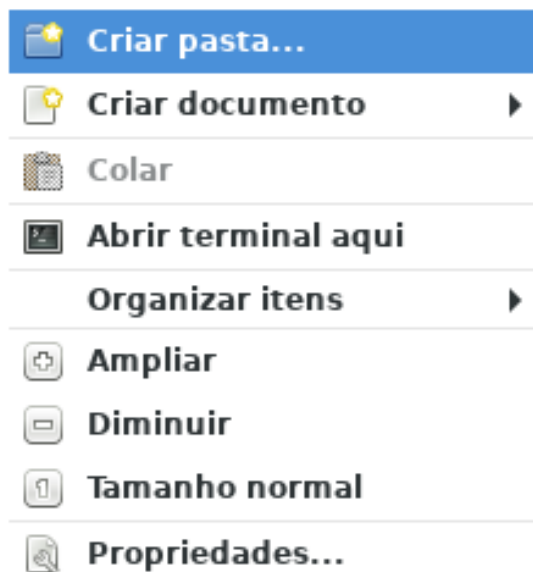 Criar pasta...
Criar documento
Colar
Abrir terminal aqui
Organizar itens
Ampliar
Diminuir
Tamanho normal
Propriedades...